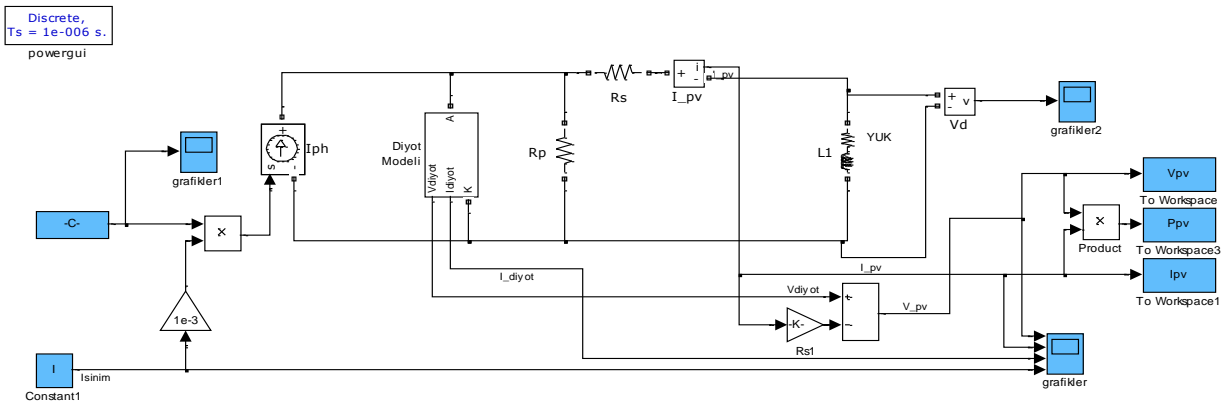 Discrete,
Ts = 1e-006 s.
powergui
grafikler1
-C-
×
1e-3
I
Isinim
Constant1
+
s
-
Iph
Diyot
Modeli
A
Vdiyot
Idiyot
K
I_diyot
Rp
Rs
+
i
-
I_pv
I_pv
L1
YUK
+
-
v
Vd
grafikler2
Vdiyot
-K-
Rs1
+
−
V_pv
I_pv
×
Product
Vpv
To Workspace
Ppv
To Workspace3
Ipv
To Workspace1
grafikler